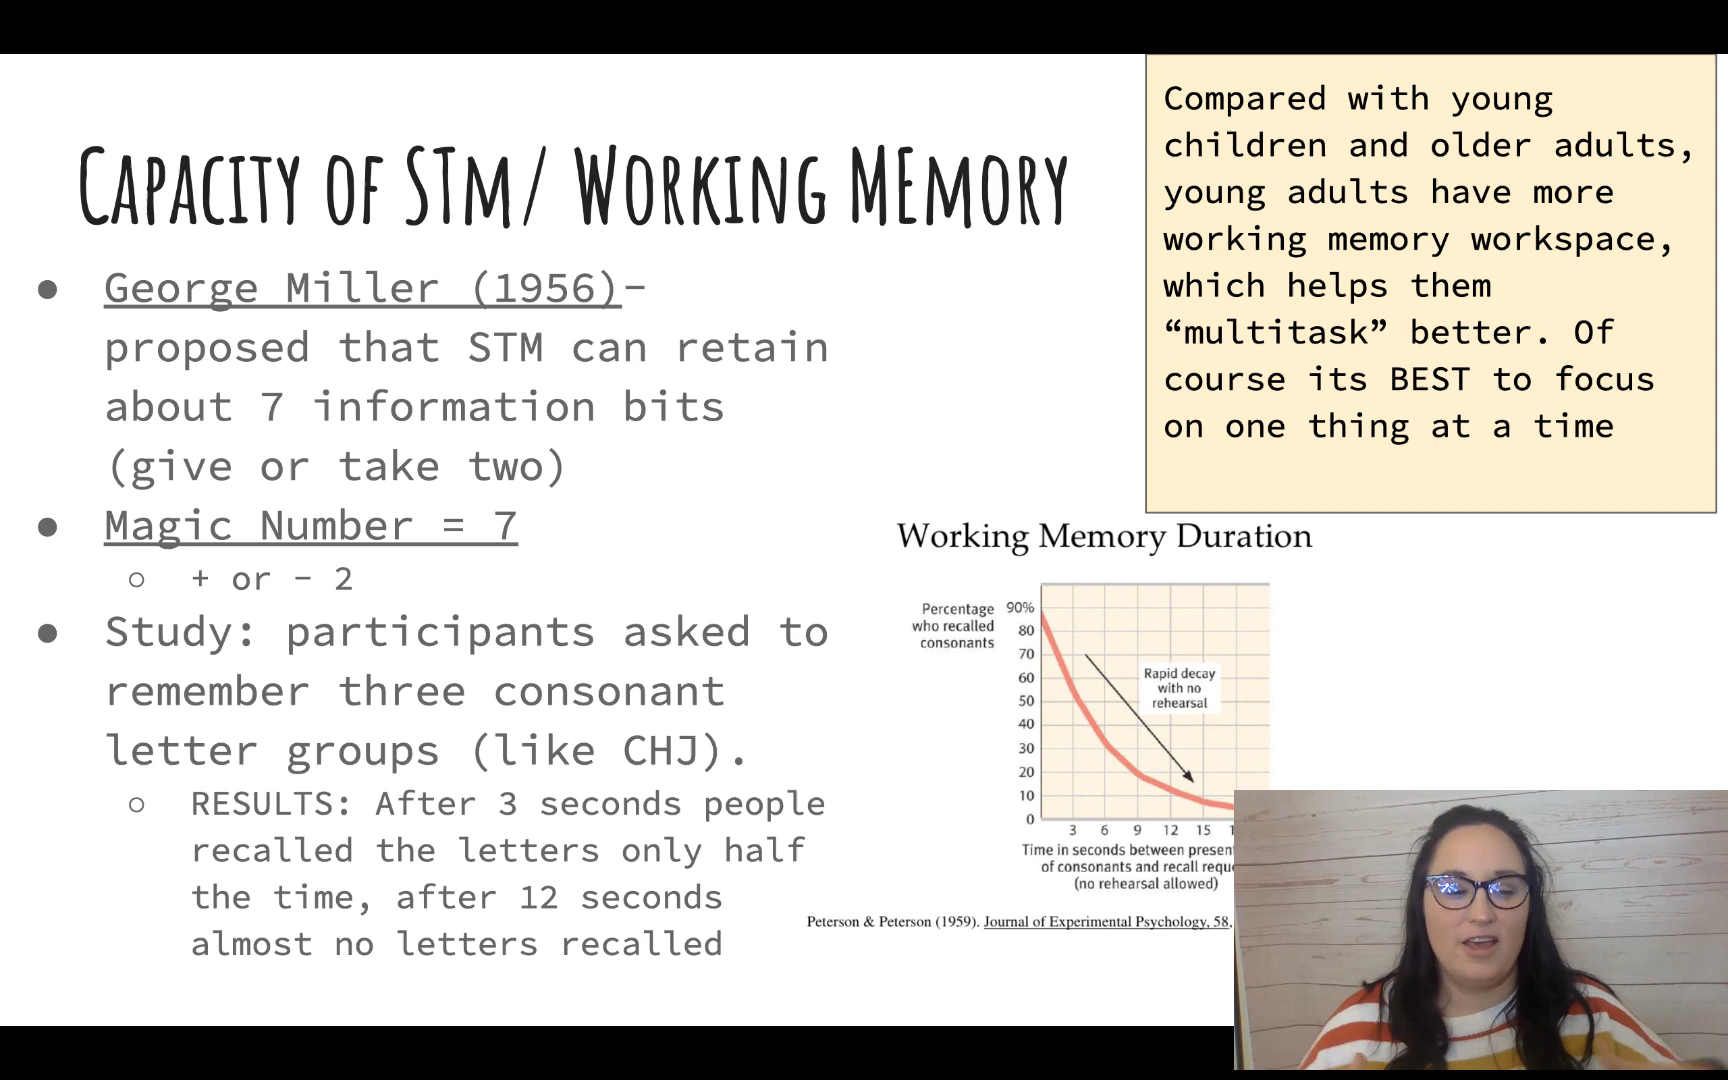 Compared with young
children and older adults,
young adults have more
working memory workspace,
which helps them
“multitask” better. Of
course its BEST to focus
on one thing at a time
CAPACITY OF STM/ WORKING MEMORY
● George Miller (1956)–
proposed that STM can retain
about 7 information bits
(give or take two)
● Magic Number = 7
○ + or – 2
● Study: participants asked to
remember three consonant
letter groups (like CHJ).
○ RESULTS: After 3 seconds people
recalled the letters only half
the time, after 12 seconds
almost no letters recalled
Working Memory Duration
Percentage
who recalled
consonants
90%
80
70
60
50
40
30
20
10
0
Rapid decay
with no
rehearsal
3 6 9 12 15
Time in seconds between
of consonants and recall
(no rehearsal allowed)
Peterson & Peterson (1959). Journal of Experimental Psychology, 58,